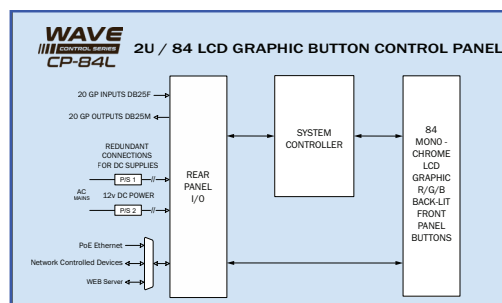 WAVE
CONTROL SERIES
CP-84L
2U / 84 LCD GRAPHIC BUTTON CONTROL PANEL
20 GP INPUTS DB25F
20 GP OUTPUTS DB25M
REDUNDANT
CONNECTIONS
FOR DC SUPPLIES
P/S 1
AC
MAINS
12v DC POWER
P/S 2
PoE Ethernet
Network Controlled Devices
WEB Server
REAR
PANEL
I/O
SYSTEM
CONTROLLER
84
MONO -
CHROME
LCD
GRAPHIC
R/G/B
BACK-LIT
FRONT
PANEL
BUTTONS